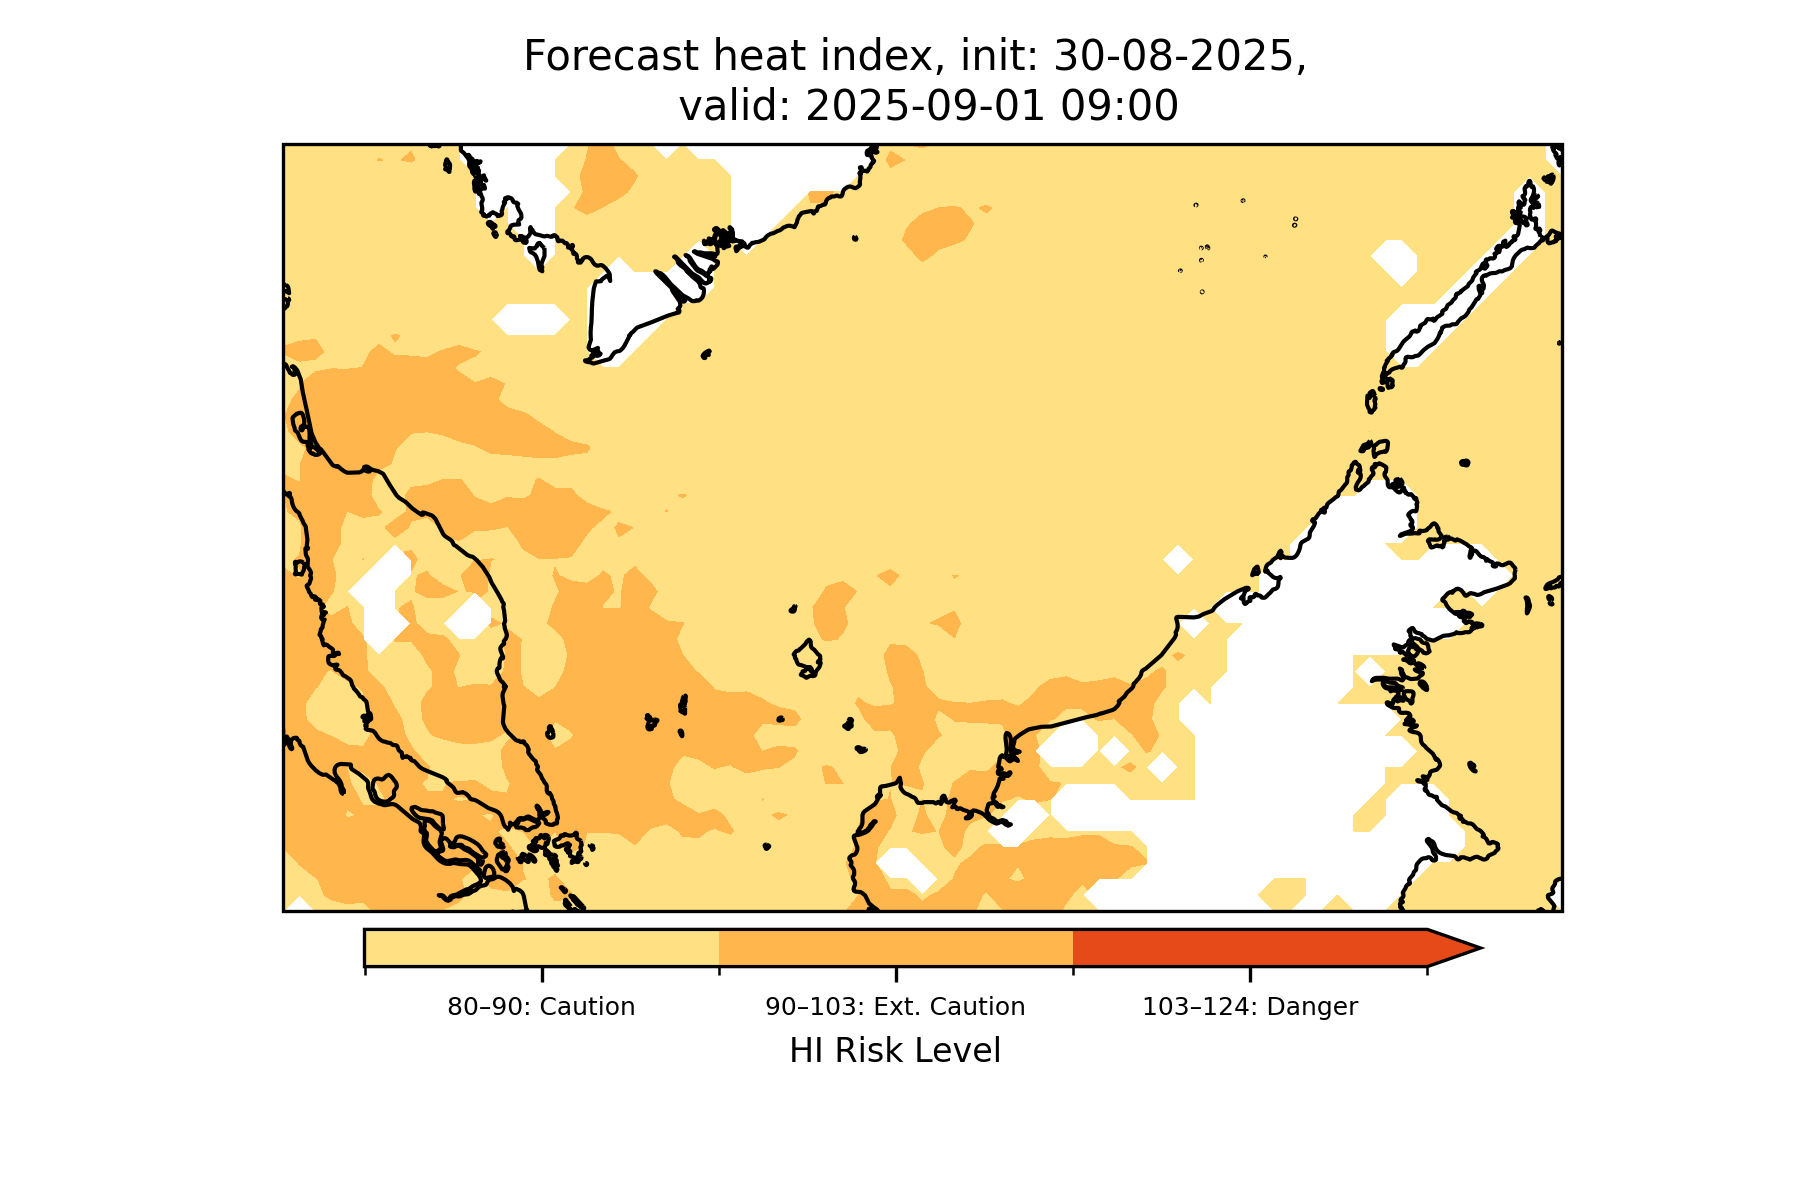 Forecast heat index, init: 30-08-2025,
valid: 2025-09-01 09:00
80–90: Caution
90–103: Ext. Caution
103–124: Danger
HI Risk Level